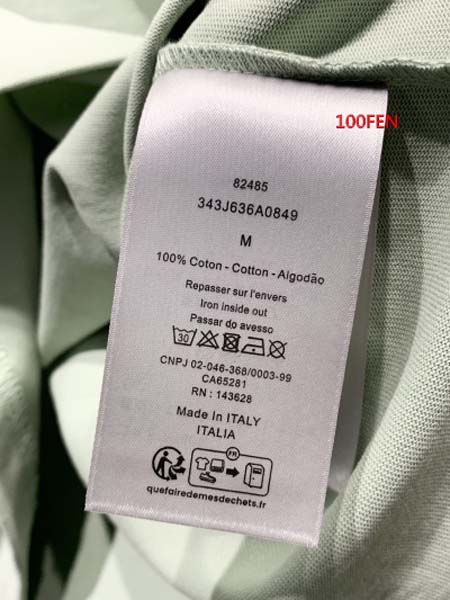 100FEN
82485
343J636A0849
M
100% Coton - Cotton - Algodão
Repasser sur l'envers
Iron inside out
Passar do avesso
30
CNPJ 02-046-368/0003-99
CA65281
RN : 143628
Made In ITALY
ITALIA
FR
quefairedemesdechets.fr